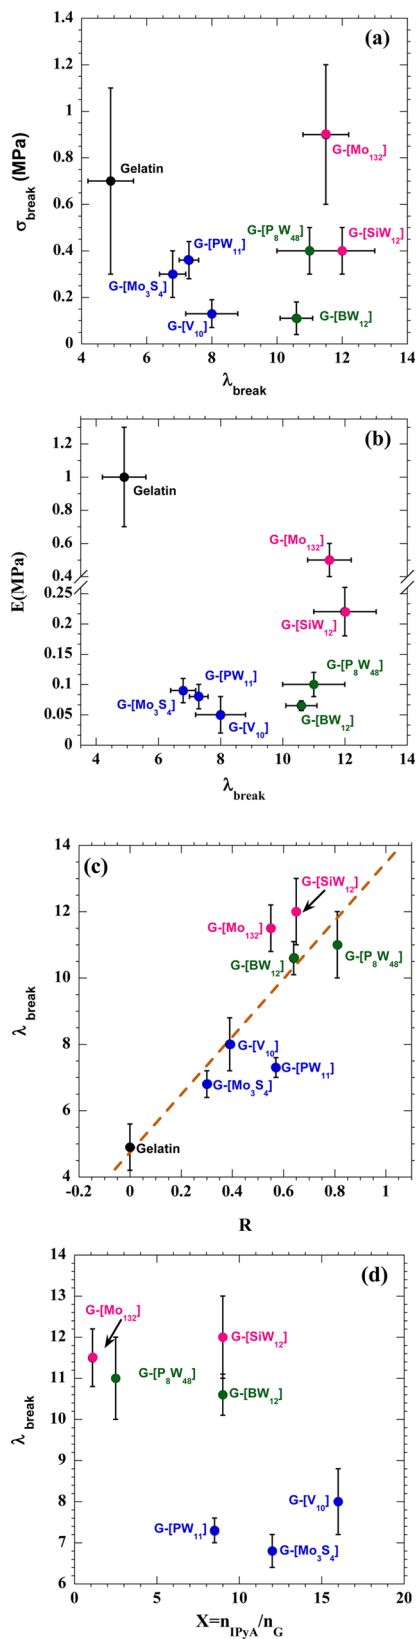 (a)
1.4
1.2
1
0.8
0.6
0.4
0.2
0
σbreak (MPa)
Gelatin
G-[Mo132]
G-[PW11]
G-[P8W48]
G-[SiW12]
G-[Mo3S4]
G-[V10]
G-[BW12]
4 6 8 10 12 14
λbreak
(b)
1.2
1
0.8
0.6
0.4
0.25
0.2
0.15
0.1
0.05
0
E(MPa)
Gelatin
G-[Mo132]
G-[SiW12]
G-[PW11]
G-[P8W48]
G-[Mo3S4]
G-[V10]
G-[BW12]
4 6 8 10 12 14
λbreak
(c)
14
12
10
8
6
4
λ break
G-[SiW12]
G-[Mo132]
G-[BW12]
G-[P8W48]
G-[V10]
G-[PW11]
G-[Mo3S4]
Gelatin
-0.2 0 0.2 0.4 0.6 0.8 1
R
(d)
14
13
12
11
10
9
8
7
6
λ break
G-[Mo132]
G-[SiW12]
G-[P8W48]
G-[BW12]
G-[V10]
G-[PW11]
G-[Mo3S4]
0 5 10 15 20
X=nIPyA/nG